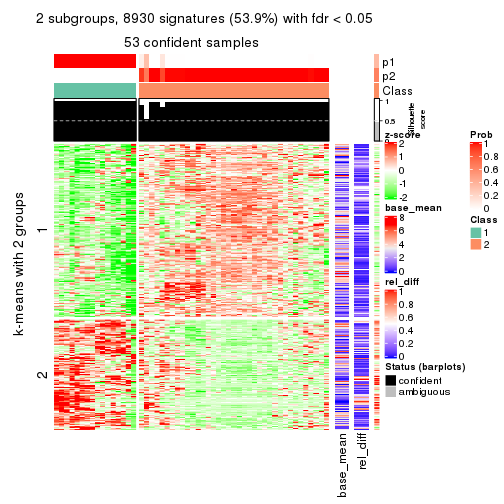 2 subgroups, 8930 signatures (53.9%) with fdr < 0.05
53 confident samples
p1
p2
Class
1
0.5
Silhouette
score
k-means with 2 groups
1
2
z-score
2
1
0
-1
-2
base_mean
8
6
4
2
0
rel_diff
1
0.8
0.6
0.4
0.2
0
Status (barplots)
confident
ambiguous
Prob
1
0.8
0.6
0.4
0.2
0
Class
1
2
base_mean
rel_diff